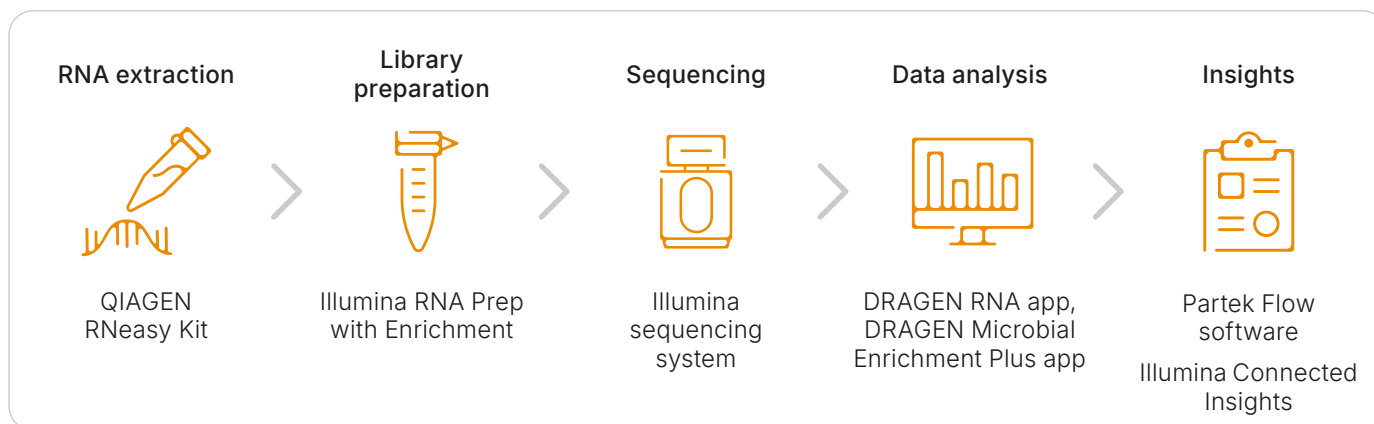 RNA extraction
Library
preparation
Sequencing
Data analysis
Insights
QIAGEN
RNeasy Kit
Illumina RNA Prep
with Enrichment
Illumina
sequencing
system
DRAGEN RNA app,
DRAGEN Microbial
Enrichment Plus app
Partek Flow
software
Illumina Connected
Insights